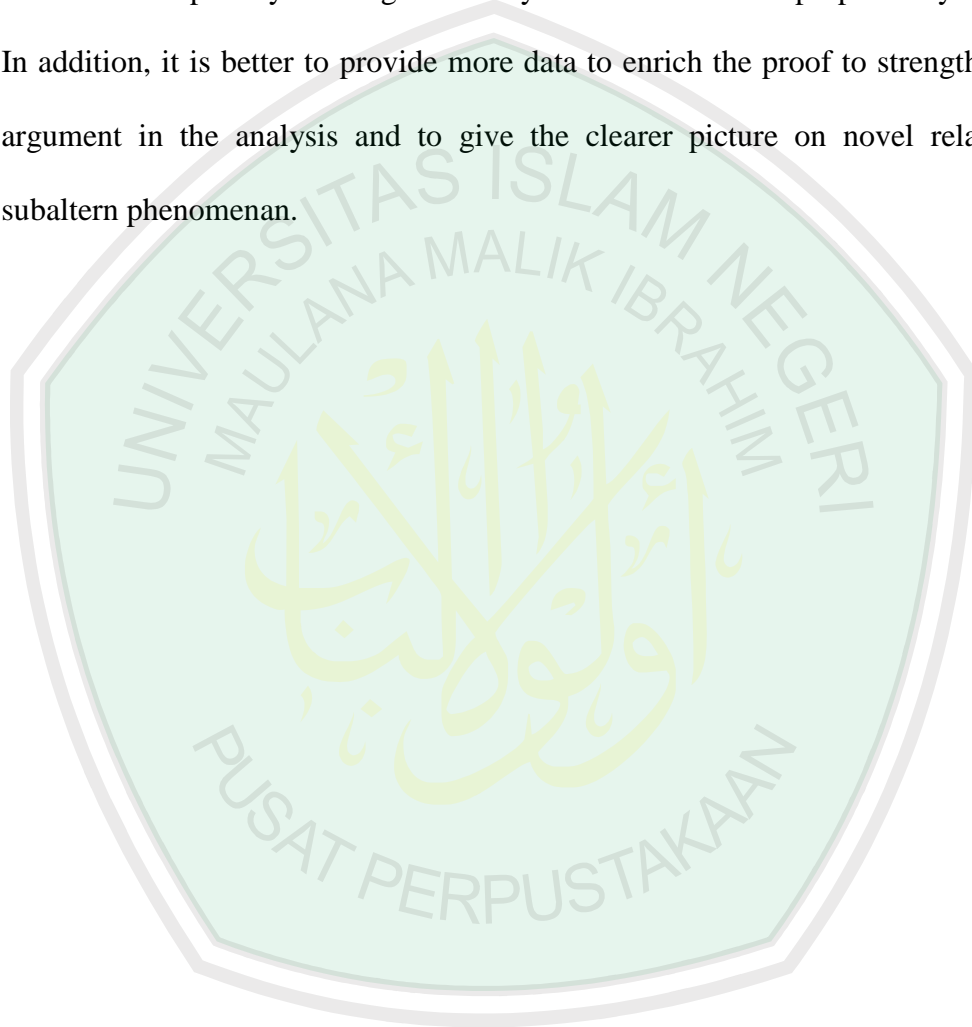 In addition, it is better to provide more data to enrich the proof to strength
argument in the analysis and to give the clearer picture on novel rela
subaltern phenomenan.
UNIVERSITAS ISLAM NEGERI
MAULANA MALIK IBRAHIM
أولوا الألباب
PUSAT PERPUSTAKAAN